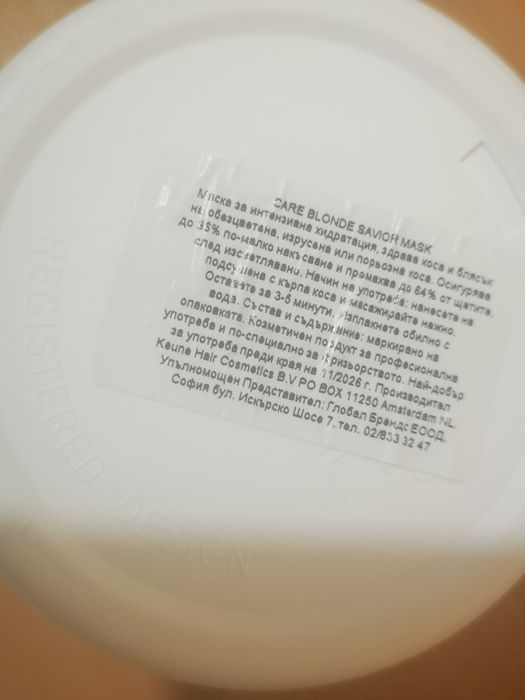 CARE BLONDE SAVIOR MASK
Маска за интензивна хидратация, здрава коса и блясък
на обезцветена, изрусена или порьозна коса. Осигурява
до 35% по-малко накъсване и премахва до 64% от щетите,
след изсветляване. Начин на употреба: нанесете на
подсушена с кърпа коса и масажирайте нежно.
Оставете за 3-5 минути. Изплакнете обилно с
вода. Състав и съдържание: маркирано на
опаковката. Козметичен продукт за професионална
употреба и по-специално за фризьорството. Най-добър
за употреба преди края на 11/2026 г. Производител
Keune Hair Cosmetics B.V PO BOX 11250 Amsterdam NL.
Упълномощен Представител: Глобал Брандс ЕООД,
София бул. Искърско Шосе 7, тел. 02/833 32 47
REGISTERED DESIGN